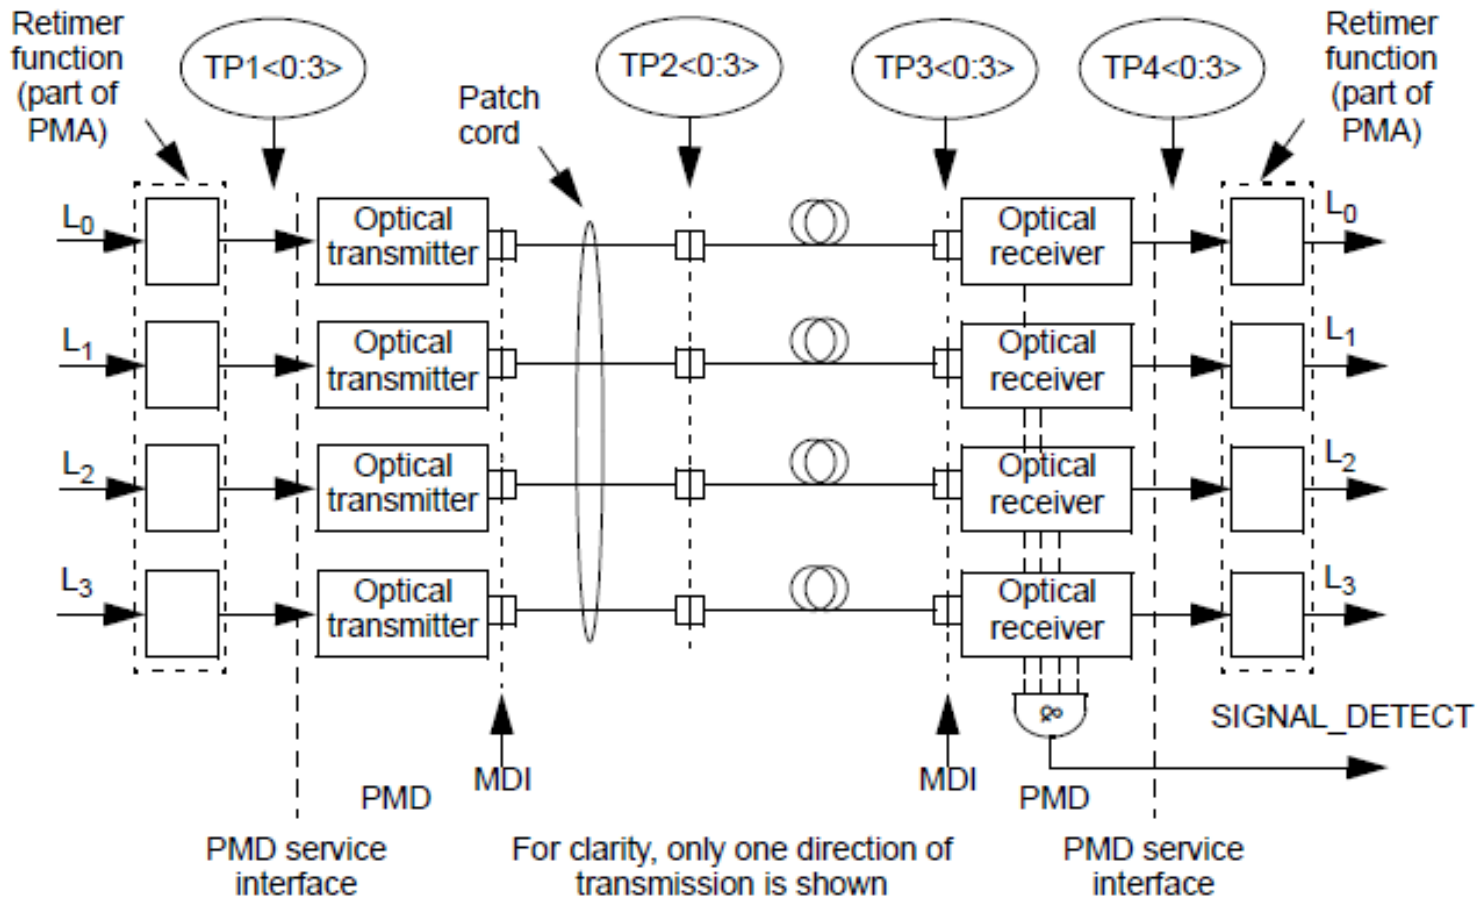 Retimer
function
(part of
PMA)
TP1<0:3>
Patch
cord
TP2<0:3>
TP3<0:3>
TP4<0:3>
Retimer
function
(part of
PMA)
L0
Optical
transmitter
Optical
receiver
L0
L1
Optical
transmitter
Optical
receiver
L1
L2
Optical
transmitter
Optical
receiver
L2
L3
Optical
transmitter
Optical
receiver
L3
&
SIGNAL_DETECT
PMD
MDI
MDI
PMD
PMD service
interface
For clarity, only one direction of
transmission is shown
PMD service
interface